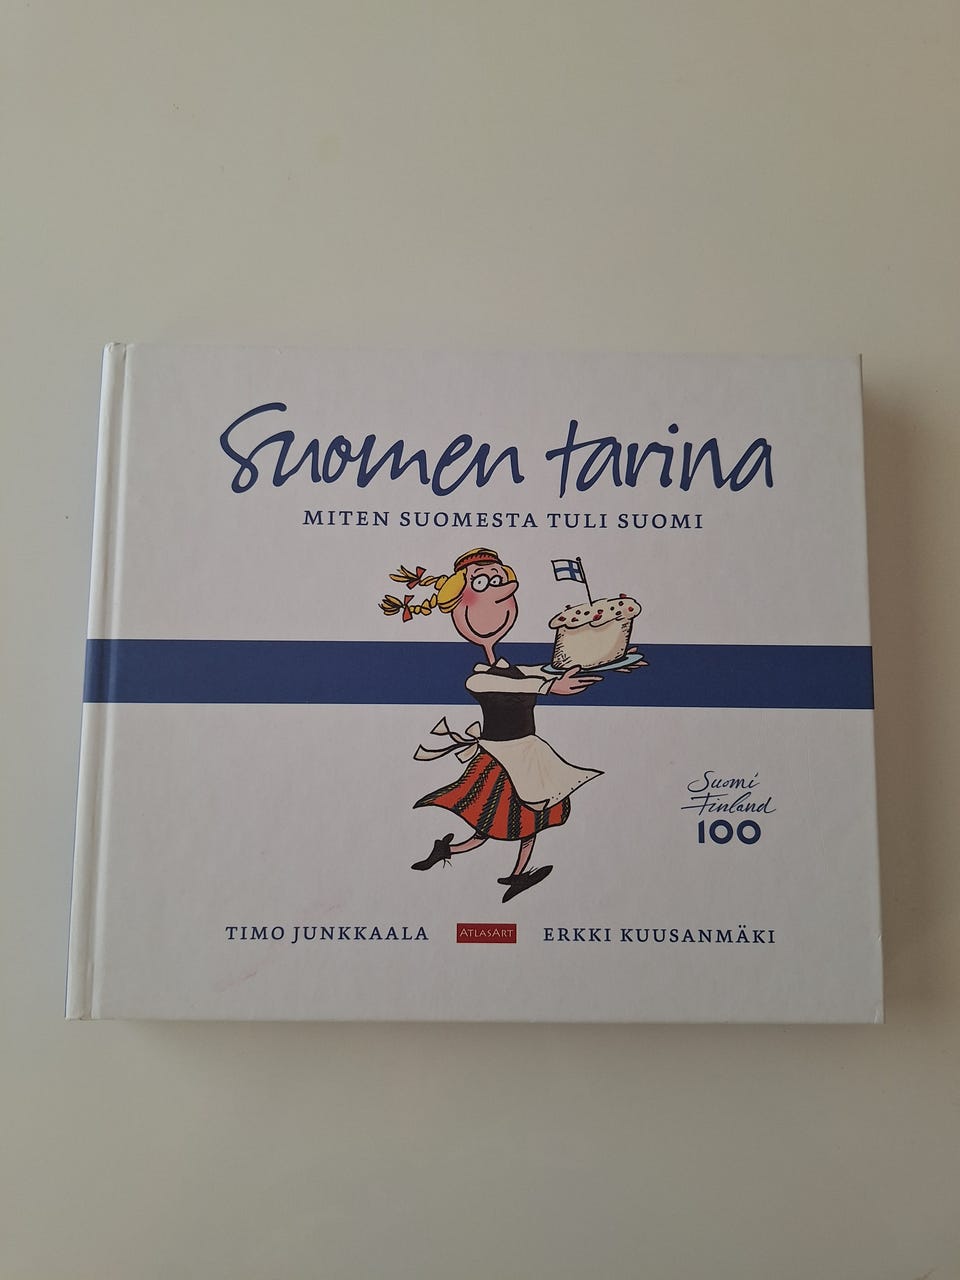 Suomen tarina
MITEN SUOMESTA TULI SUOMI
Suomi
Finland
100
TIMO JUNKKAALA ATLASART ERKKI KUUSANMÄKI